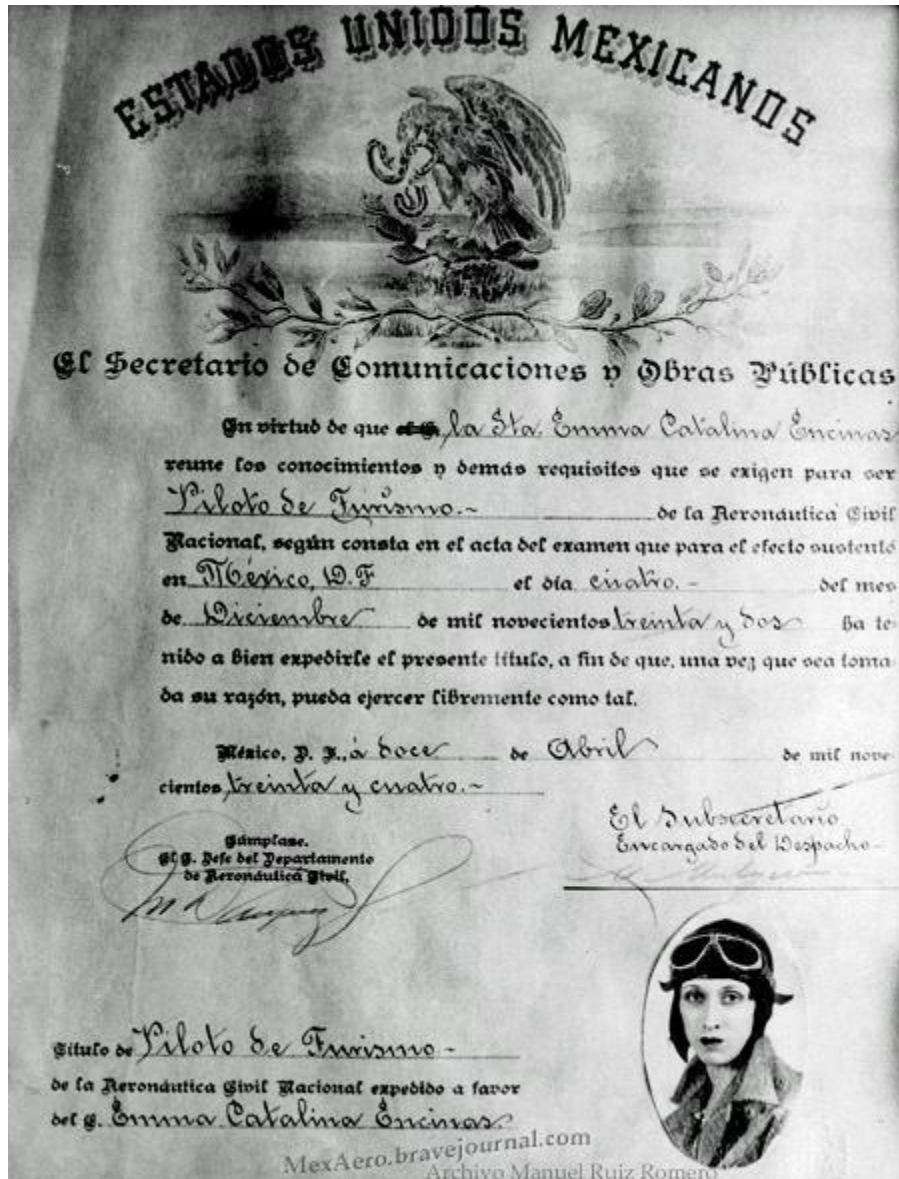 ESTADOS UNIDOS MEXICANOS
El Secretario de Comunicaciones y Obras Públicas
En virtud de que la Sta. Emma Catalina Encinas
reune los conocimientos y demás requisitos que se exigen para ser
Piloto de Turismo.- de la Aeronáutica Civil
Nacional, según consta en el acta del examen que para el efecto sustentó
en México, D.F el día cuatro.- del mes
de Diciembre de mil novecientos treinta y dos ha te-
nido a bien expedirle el presente título, a fin de que, una vez que sea toma-
da su razón, pueda ejercer libremente como tal.
México, D. F., á doce de Abril de mil nove-
cientos treinta y cuatro.-
El Subsecretario
Encargado del Despacho-
Cúmplase.
El C. Jefe del Departamento
de Aeronáutica Civil,
Título de Piloto de Turismo-
de la Aeronáutica Civil Nacional expedido a favor
del C. Emma Catalina Encinas
MexAero.bravejournal.com
Archivo Manuel Ruiz Romero